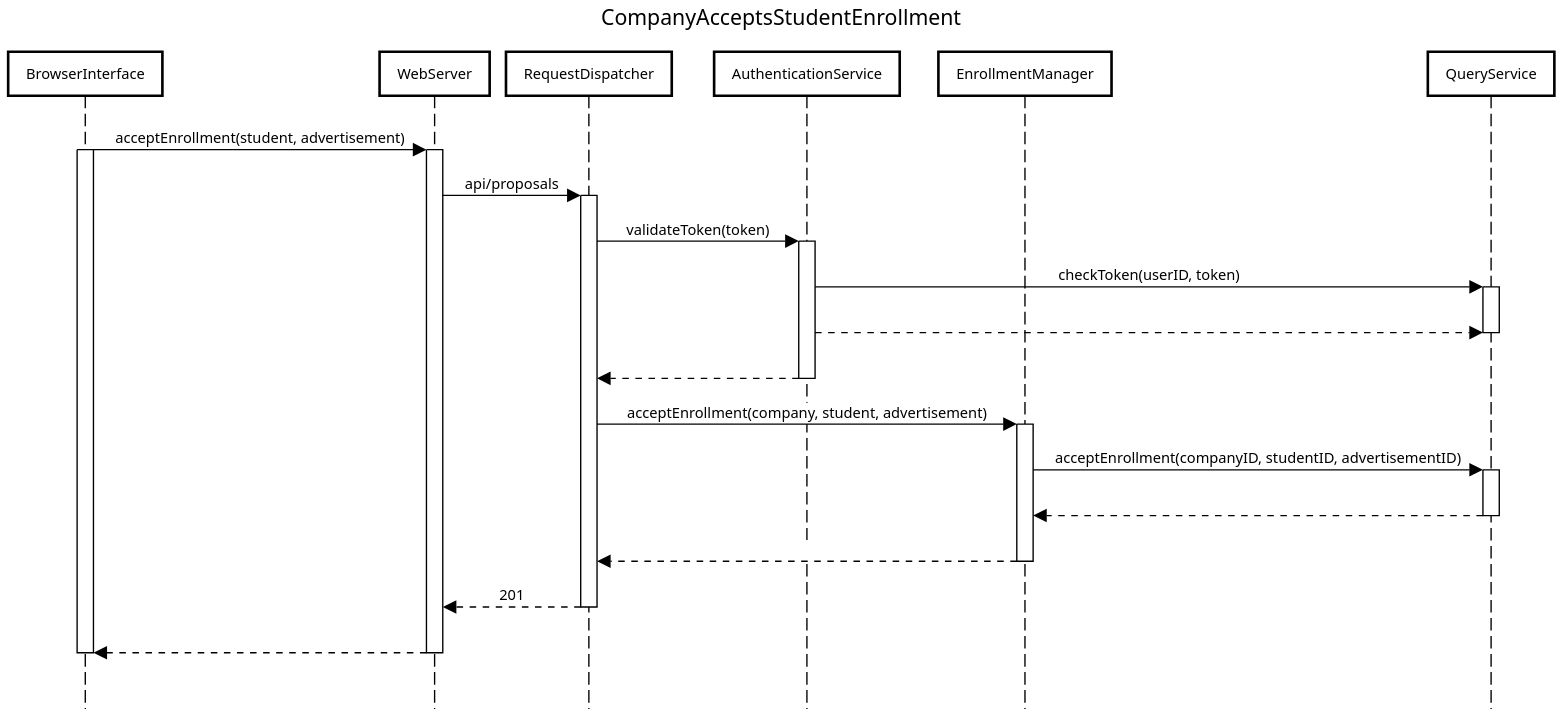 CompanyAcceptsStudentEnrollment
BrowserInterface
WebServer
RequestDispatcher
AuthenticationService
EnrollmentManager
QueryService
acceptEnrollment(student, advertisement)
api/proposals
validateToken(token)
checkToken(userID, token)
acceptEnrollment(company, student, advertisement)
acceptEnrollment(companyID, studentID, advertisementID)
201